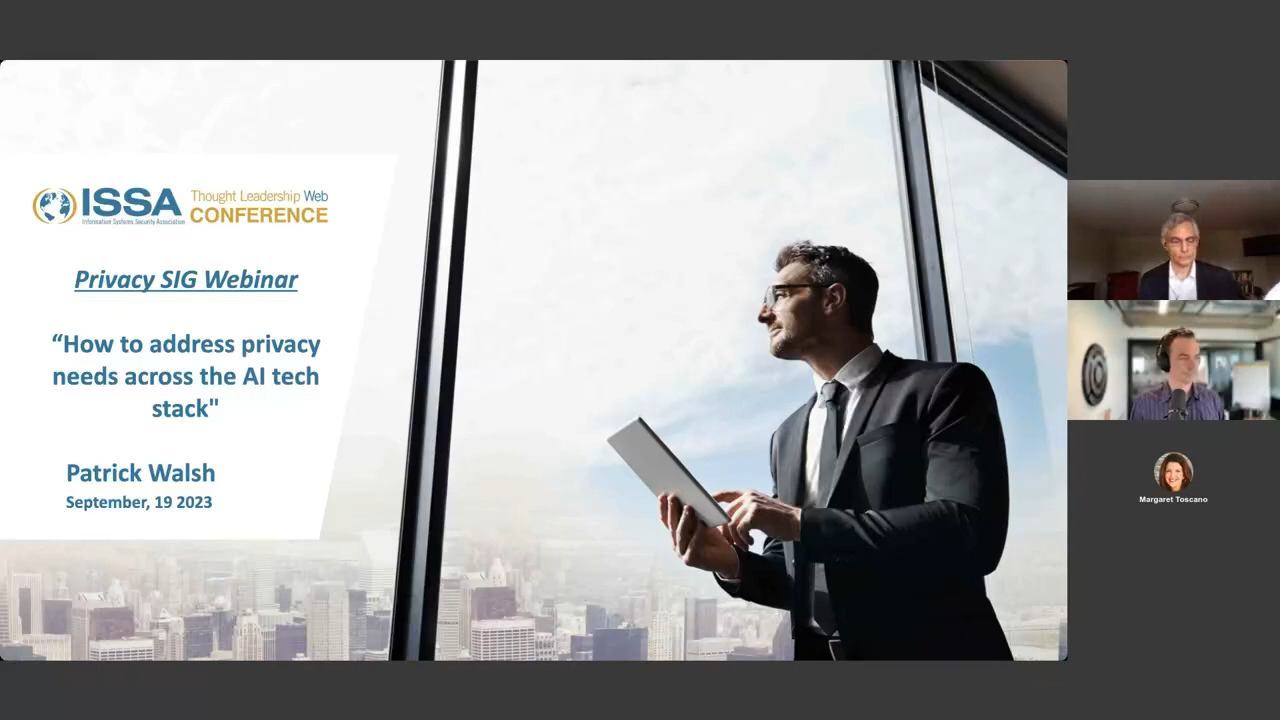 ISSA Thought Leadership Web
Information Systems Security Association CONFERENCE
Privacy SIG Webinar
“How to address privacy
needs across the AI tech
stack"
Patrick Walsh
September, 19 2023
Margaret Toscano